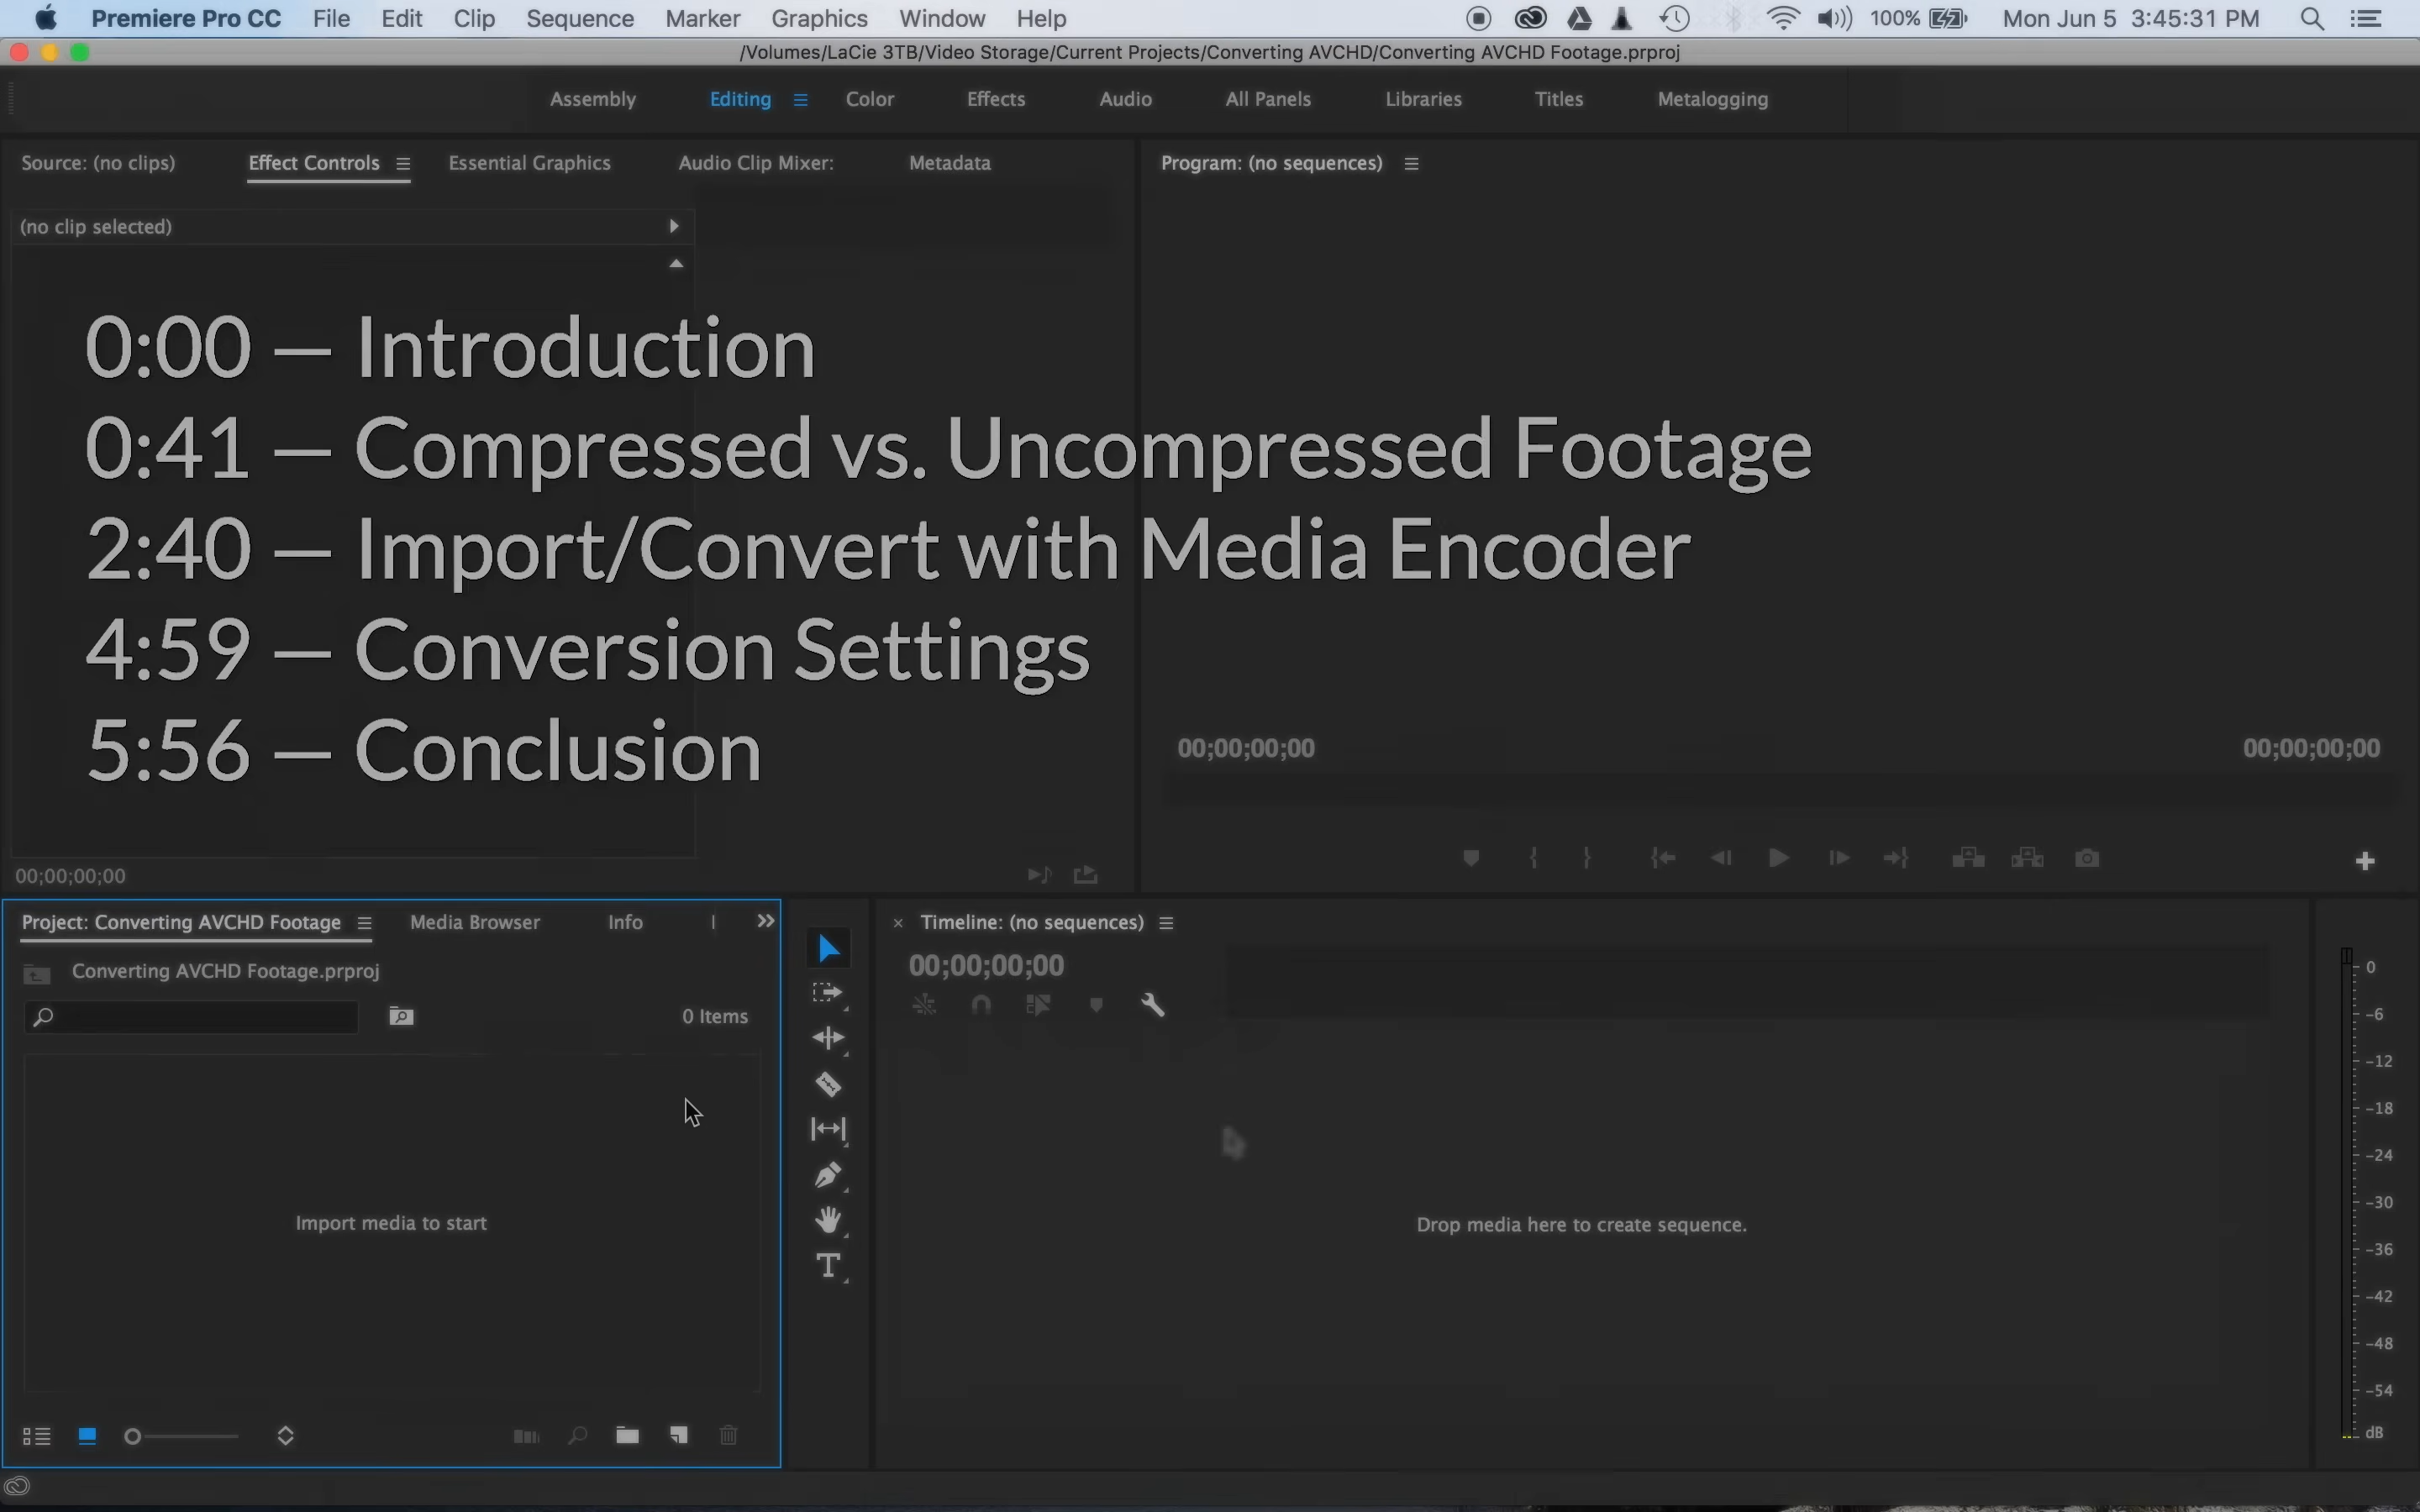 Premiere Pro CC File Edit Clip Sequence Marker Graphics Window Help 100% Mon Jun 5 3:45:31 PM
/Volumes/LaCie 3TB/Video Storage/Current Projects/Converting AVCHD/Converting AVCHD Footage.prproj
Assembly Editing Color Effects Audio All Panels Libraries Titles Metalogging
Source: (no clips) Effect Controls Essential Graphics Audio Clip Mixer: Metadata
Program: (no sequences)
(no clip selected)
0:00 — Introduction
0:41 — Compressed vs. Uncompressed Footage
2:40 — Import/Convert with Media Encoder
4:59 — Conversion Settings
5:56 — Conclusion
00;00;00;00 00;00;00;00
00;00;00;00
Project: Converting AVCHD Footage Media Browser Info
Converting AVCHD Footage.prproj
0 Items
Import media to start
Timeline: (no sequences)
00;00;00;00
Drop media here to create sequence.
0
-6
-12
-18
-24
-30
-36
-42
-48
-54
dB